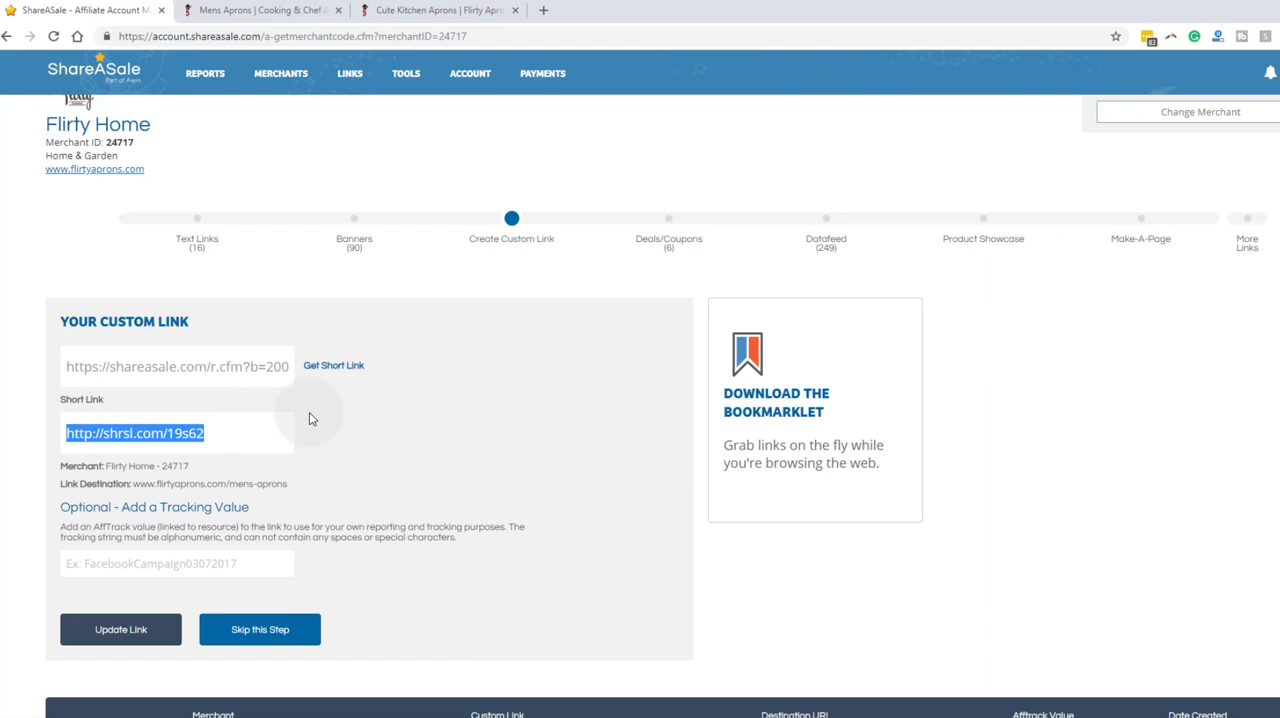 ShareASale - Affiliate Account Ma
Mens Aprons | Cooking & Chef A
Cute Kitchen Aprons | Flirty Apro
https://account.shareasale.com/a-getmerchantcode.cfm?merchantID=24717
83
ShareASale
Part of Awin
REPORTS
MERCHANTS
LINKS
TOOLS
ACCOUNT
PAYMENTS
Change Merchant
Flirty Home
Merchant ID: 24717
Home & Garden
www.flirtyaprons.com
Text Links
(16)
Banners
(90)
Create Custom Link
Deals/Coupons
(6)
Datafeed
(249)
Product Showcase
Make-A-Page
More
Links
YOUR CUSTOM LINK
https://shareasale.com/r.cfm?b=200
Get Short Link
Short Link
http://shrsl.com/19s62
Merchant: Flirty Home - 24717
Link Destination: www.flirtyaprons.com/mens-aprons
Optional - Add a Tracking Value
Add an AffTrack value (linked to resource) to the link to use for your own reporting and tracking purposes. The
tracking string must be alphanumeric, and can not contain any spaces or special characters.
Ex: FacebookCampaign03072017
Update Link
Skip this Step
DOWNLOAD THE
BOOKMARKLET
Grab links on the fly while
you're browsing the web.
Merchant
Custom Link
Destination URL
Afftrack Value
Date Created